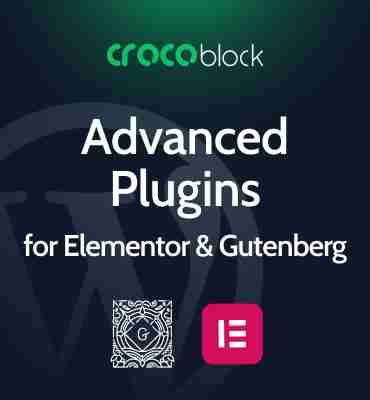 crocoblock
Advanced
Plugins
for Elementor & Gutenberg
G